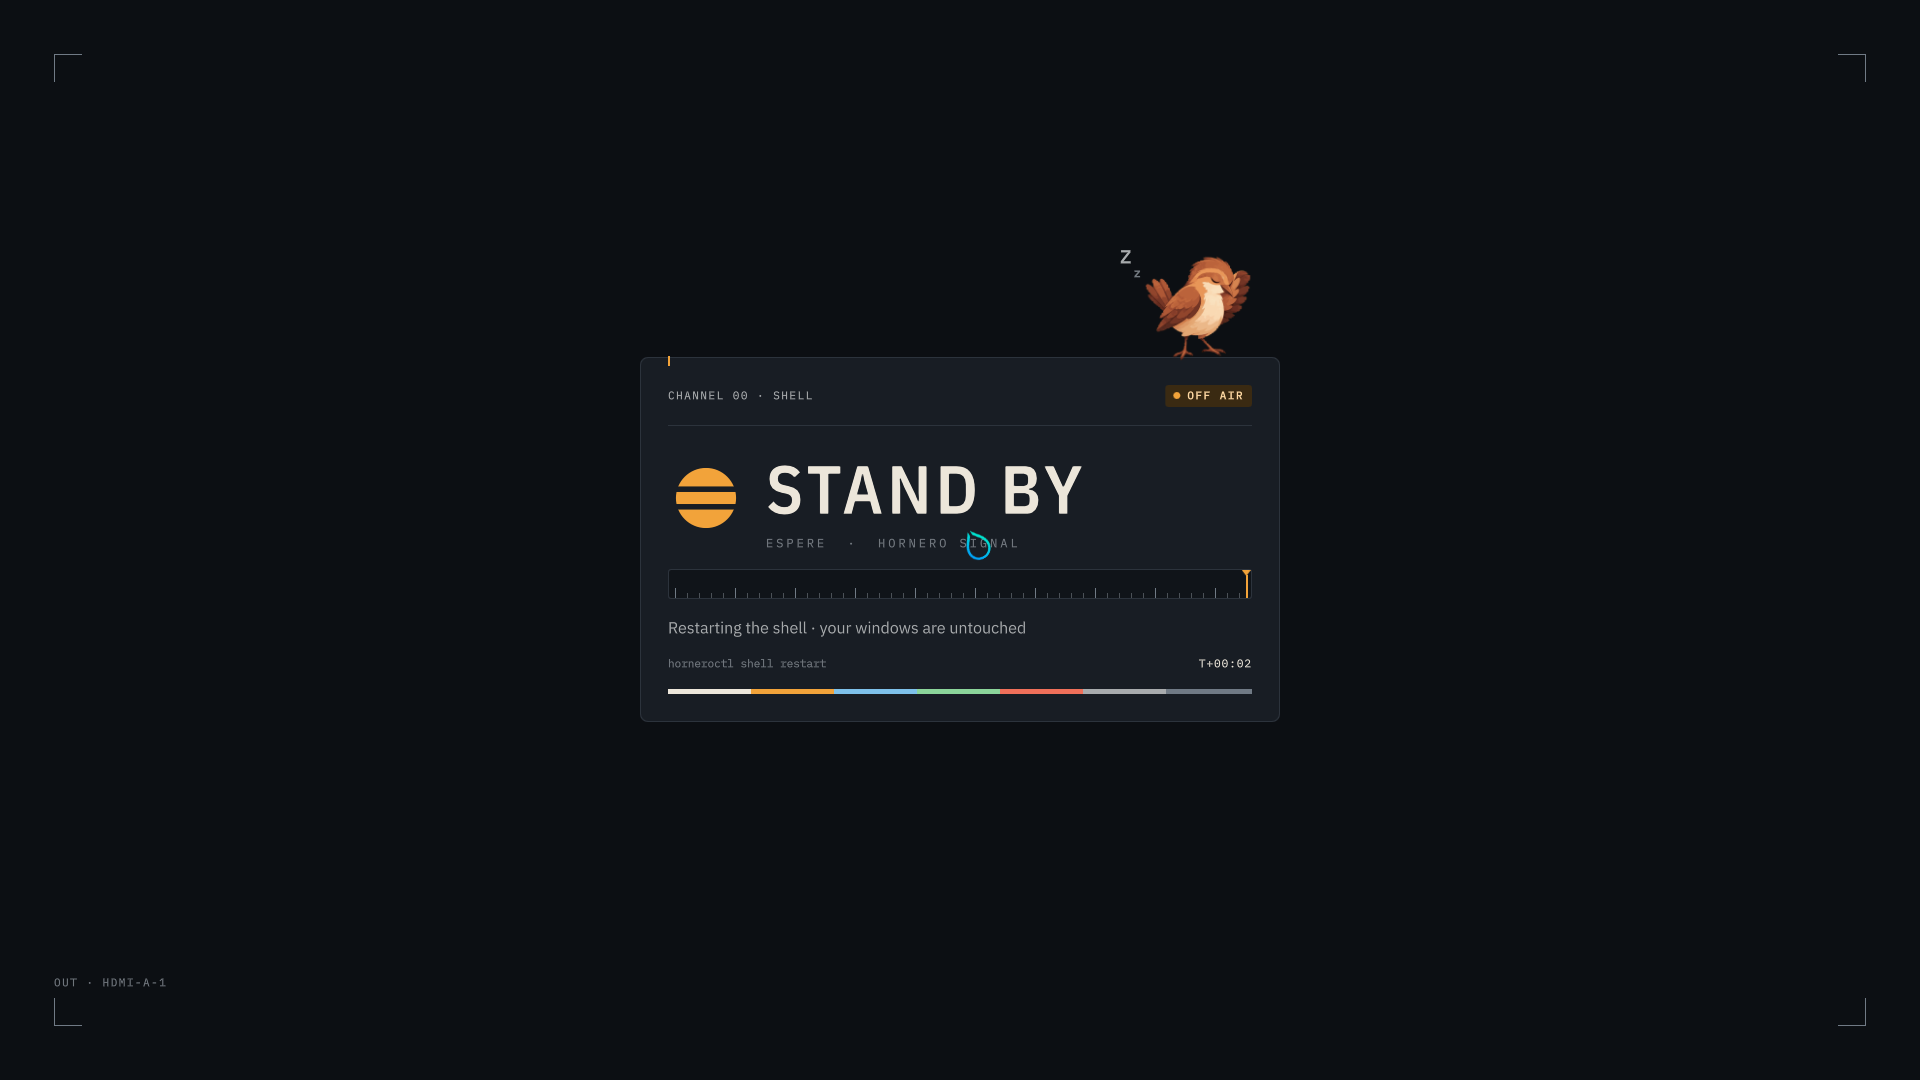 Z
z
CHANNEL 00 · SHELL
OFF AIR
STAND BY
ESPERE · HORNERO SIGNAL
Restarting the shell · your windows are untouched
horneroctl shell restart
T+00:02
OUT · HDMI-A-1